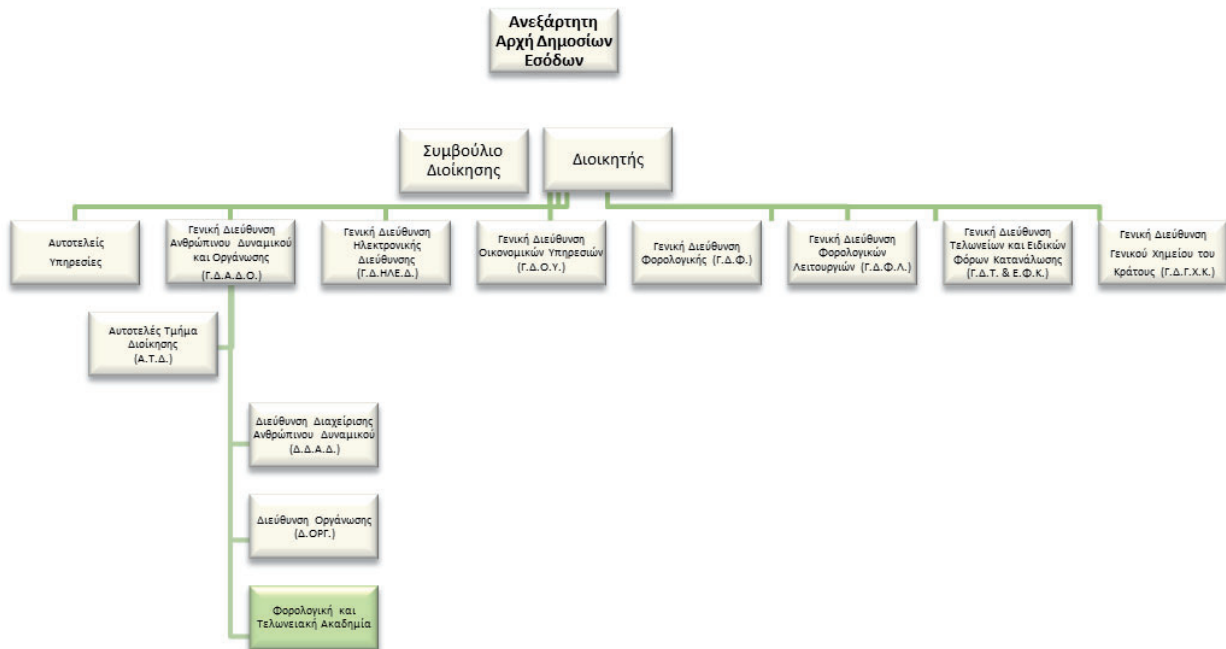 Ανεξάρτητη
Αρχή Δημοσίων
Εσόδων
Συμβούλιο
Διοίκησης
Διοικητής
Αυτοτελείς
Υπηρεσίες
Γενική Διεύθυνση
Ανθρώπινου Δυναμικού
και Οργάνωσης
(Γ.Δ.Α.Δ.Ο.)
Γενική Διεύθυνση
Ηλεκτρονικής
Διεύθυνσης
(Γ.Δ.ΗΛΕ.Δ.)
Γενική Διεύθυνση
Οικονομικών Υπηρεσιών
(Γ.Δ.Ο.Υ.)
Γενική Διεύθυνση
Φορολογικής (Γ.Δ.Φ.)
Γενική Διεύθυνση
Φορολογικών
Λειτουργιών (Γ.Δ.Φ.Λ.)
Γενική Διεύθυνση
Τελωνείων και Ειδικών
Φόρων Κατανάλωσης
(Γ.Δ.Τ. & Ε.Φ.Κ.)
Γενική Διεύθυνση
Γενικού Χημείου του
Κράτους (Γ.Δ.Γ.Χ.Κ.)
Αυτοτελές Τμήμα
Διοίκησης
(Α.Τ.Δ.)
Διεύθυνση Διαχείρισης
Ανθρώπινου Δυναμικού
(Δ.Δ.Α.Δ.)
Διεύθυνση Οργάνωσης
(Δ.ΟΡΓ.)
Φορολογική και
Τελωνειακή Ακαδημία